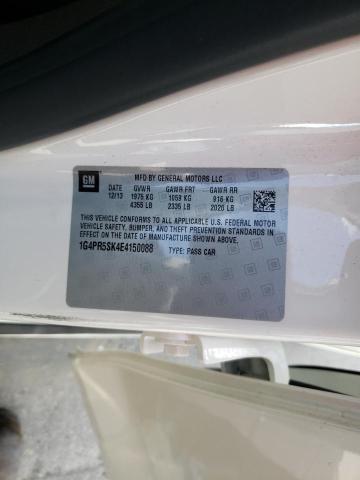 GM
MFD BY GENERAL MOTORS LLC
DATE GVWR GAWR FRT GAWR RR
12/13 1975 KG 1059 KG 916 KG
4355 LB 2335 LB 2020 LB
THIS VEHICLE CONFORMS TO ALL APPLICABLE U.S. FEDERAL MOTOR
VEHICLE SAFETY, BUMPER, AND THEFT PREVENTION STANDARDS IN
EFFECT ON THE DATE OF MANUFACTURE SHOWN ABOVE.
1G4PR5SK4E4150088 TYPE: PASS CAR